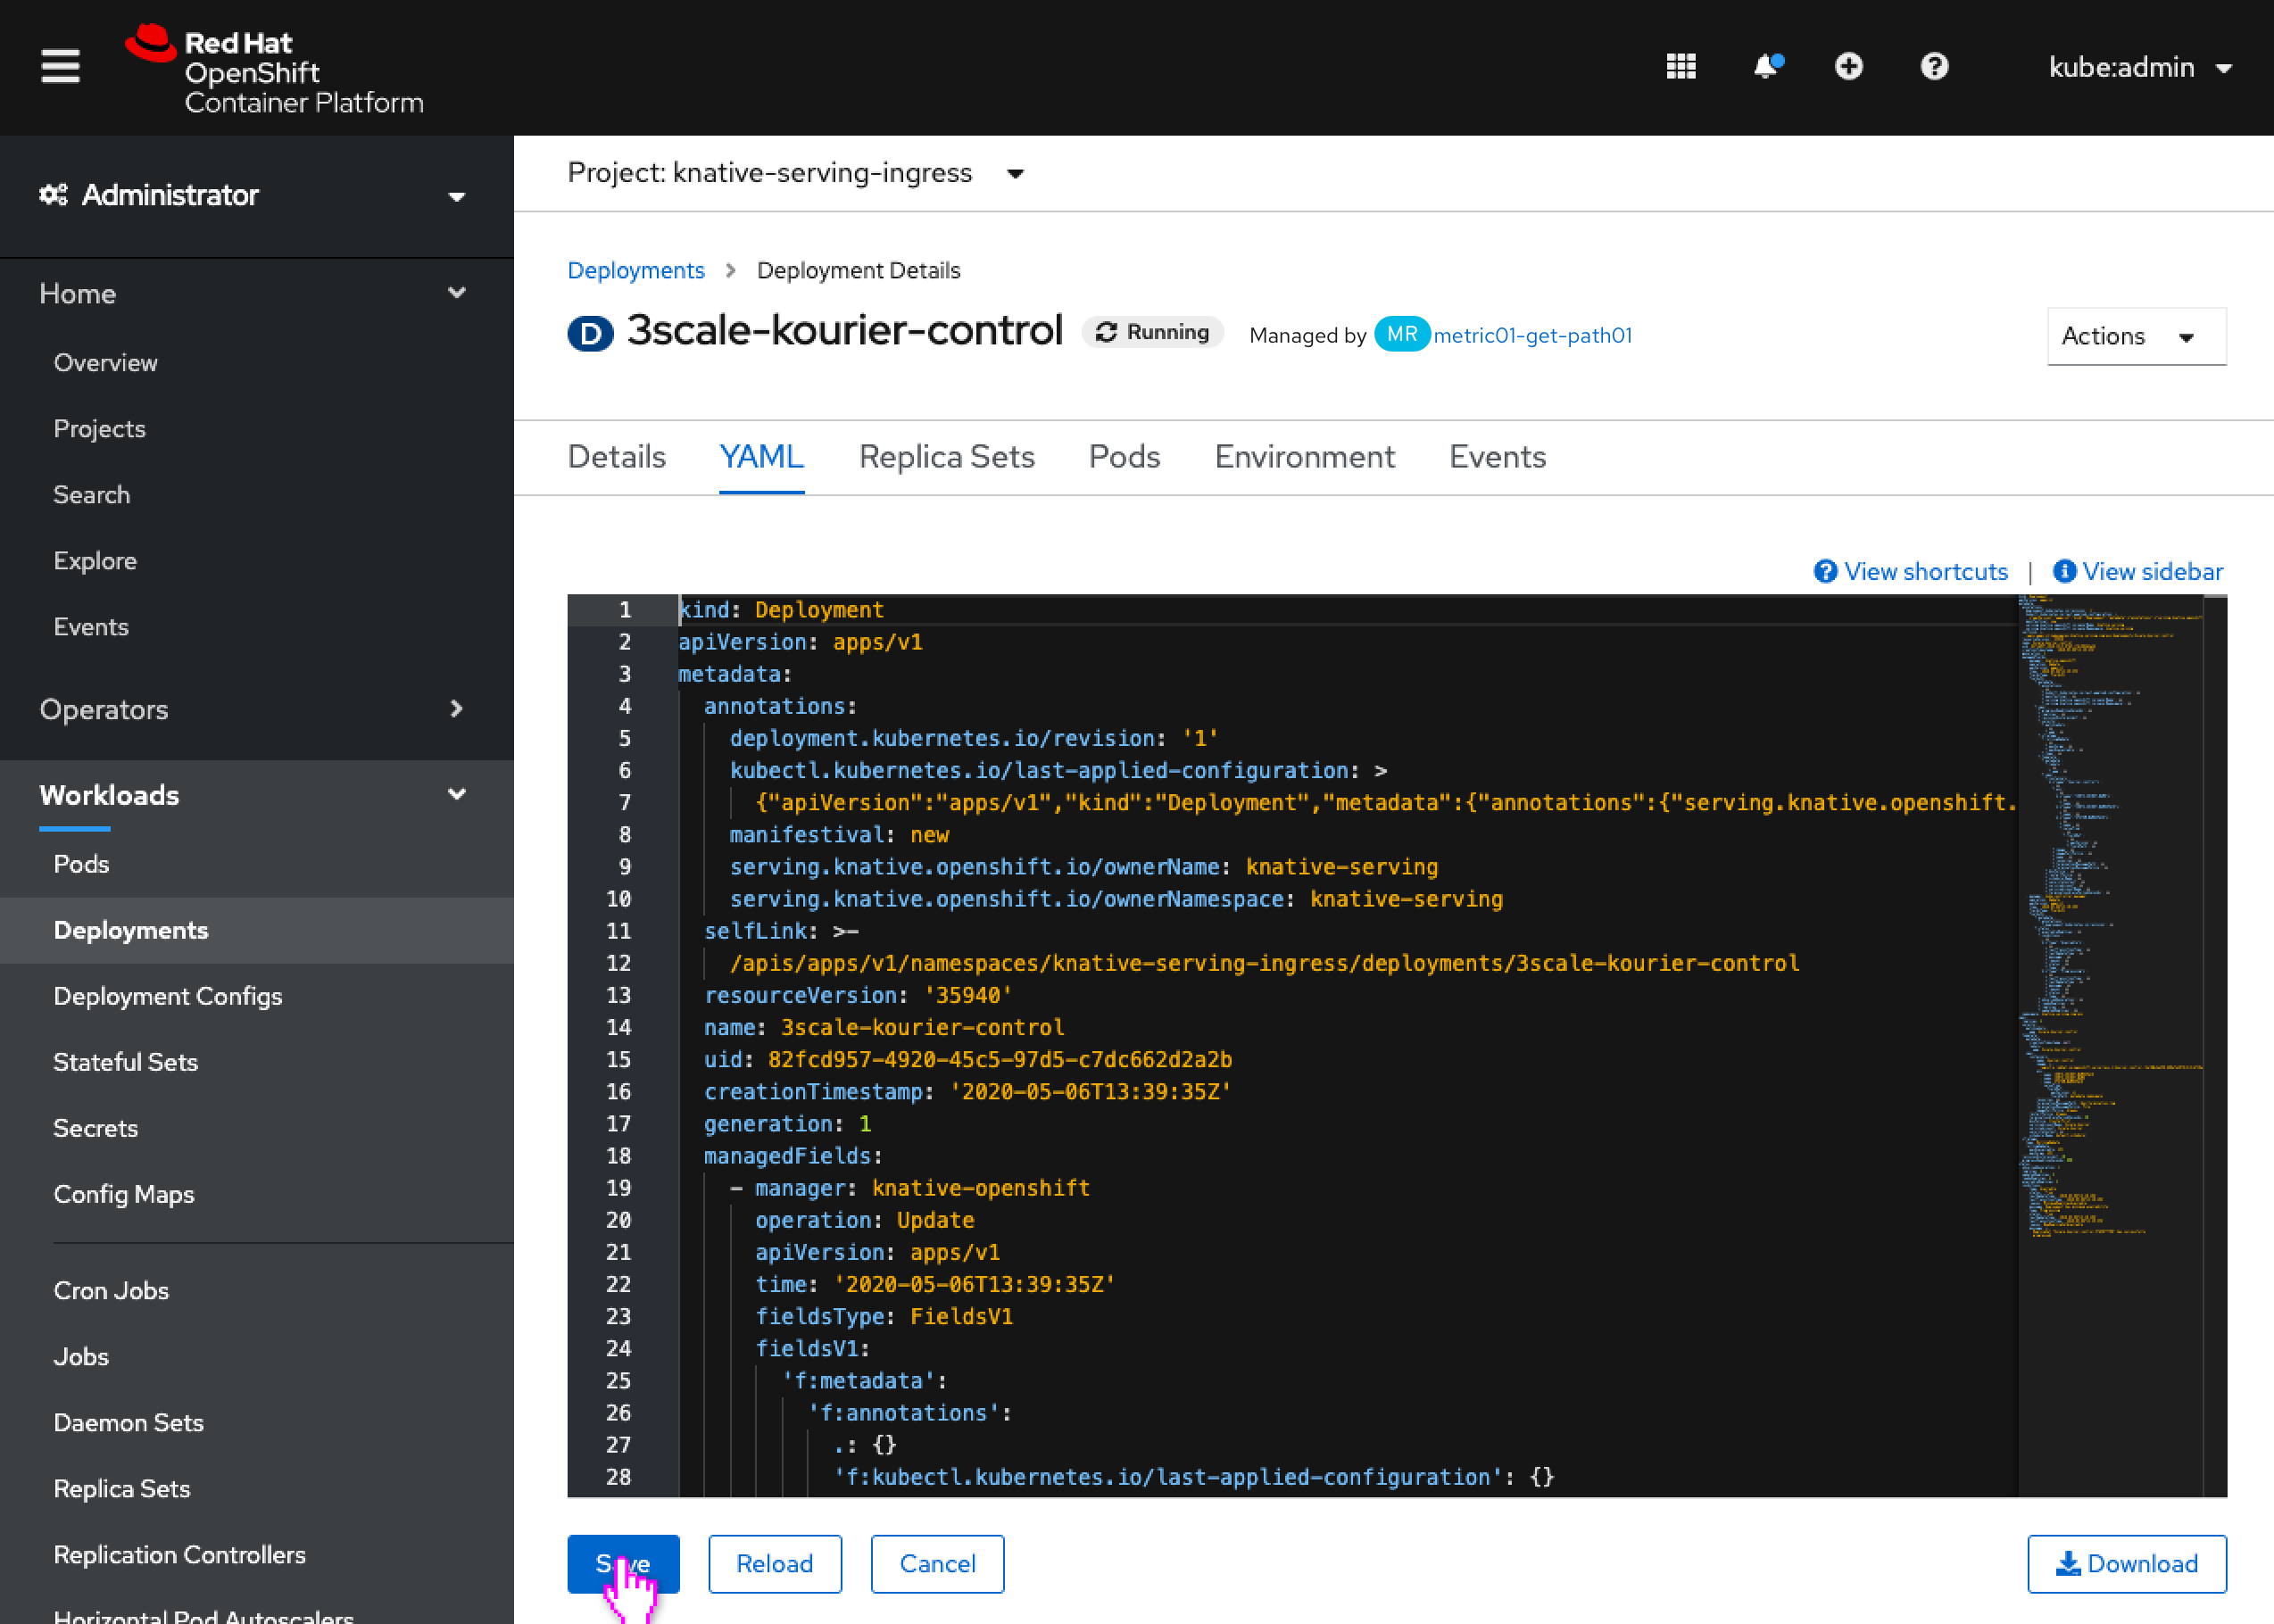 Red Hat
OpenShift
Container Platform
kube:admin
Administrator
Home
Overview
Projects
Search
Explore
Events
Operators
Workloads
Pods
Deployments
Deployment Configs
Stateful Sets
Secrets
Config Maps
Cron Jobs
Jobs
Daemon Sets
Replica Sets
Replication Controllers
Horizontal Pod Autoscalers
Project: knative-serving-ingress
Deployments > Deployment Details
D 3scale-kourier-control Running Managed by MR metric01-get-path01
Actions
Details YAML Replica Sets Pods Environment Events
View shortcuts | View sidebar
1 kind: Deployment
2 apiVersion: apps/v1
3 metadata:
4 annotations:
5 deployment.kubernetes.io/revision: '1'
6 kubectl.kubernetes.io/last-applied-configuration: >
7 {"apiVersion":"apps/v1","kind":"Deployment","metadata":{"annotations":{"serving.knative.openshift.
8 manifestival: new
9 serving.knative.openshift.io/ownerName: knative-serving
10 serving.knative.openshift.io/ownerNamespace: knative-serving
11 selfLink: >-
12 /apis/apps/v1/namespaces/knative-serving-ingress/deployments/3scale-kourier-control
13 resourceVersion: '35940'
14 name: 3scale-kourier-control
15 uid: 82fcd957-4920-45c5-97d5-c7dc662d2a2b
16 creationTimestamp: '2020-05-06T13:39:35Z'
17 generation: 1
18 managedFields:
19 - manager: knative-openshift
20 operation: Update
21 apiVersion: apps/v1
22 time: '2020-05-06T13:39:35Z'
23 fieldsType: FieldsV1
24 fieldsV1:
25 'f:metadata':
26 'f:annotations':
27 .: {}
28 'f:kubectl.kubernetes.io/last-applied-configuration': {}
Save Reload Cancel Download